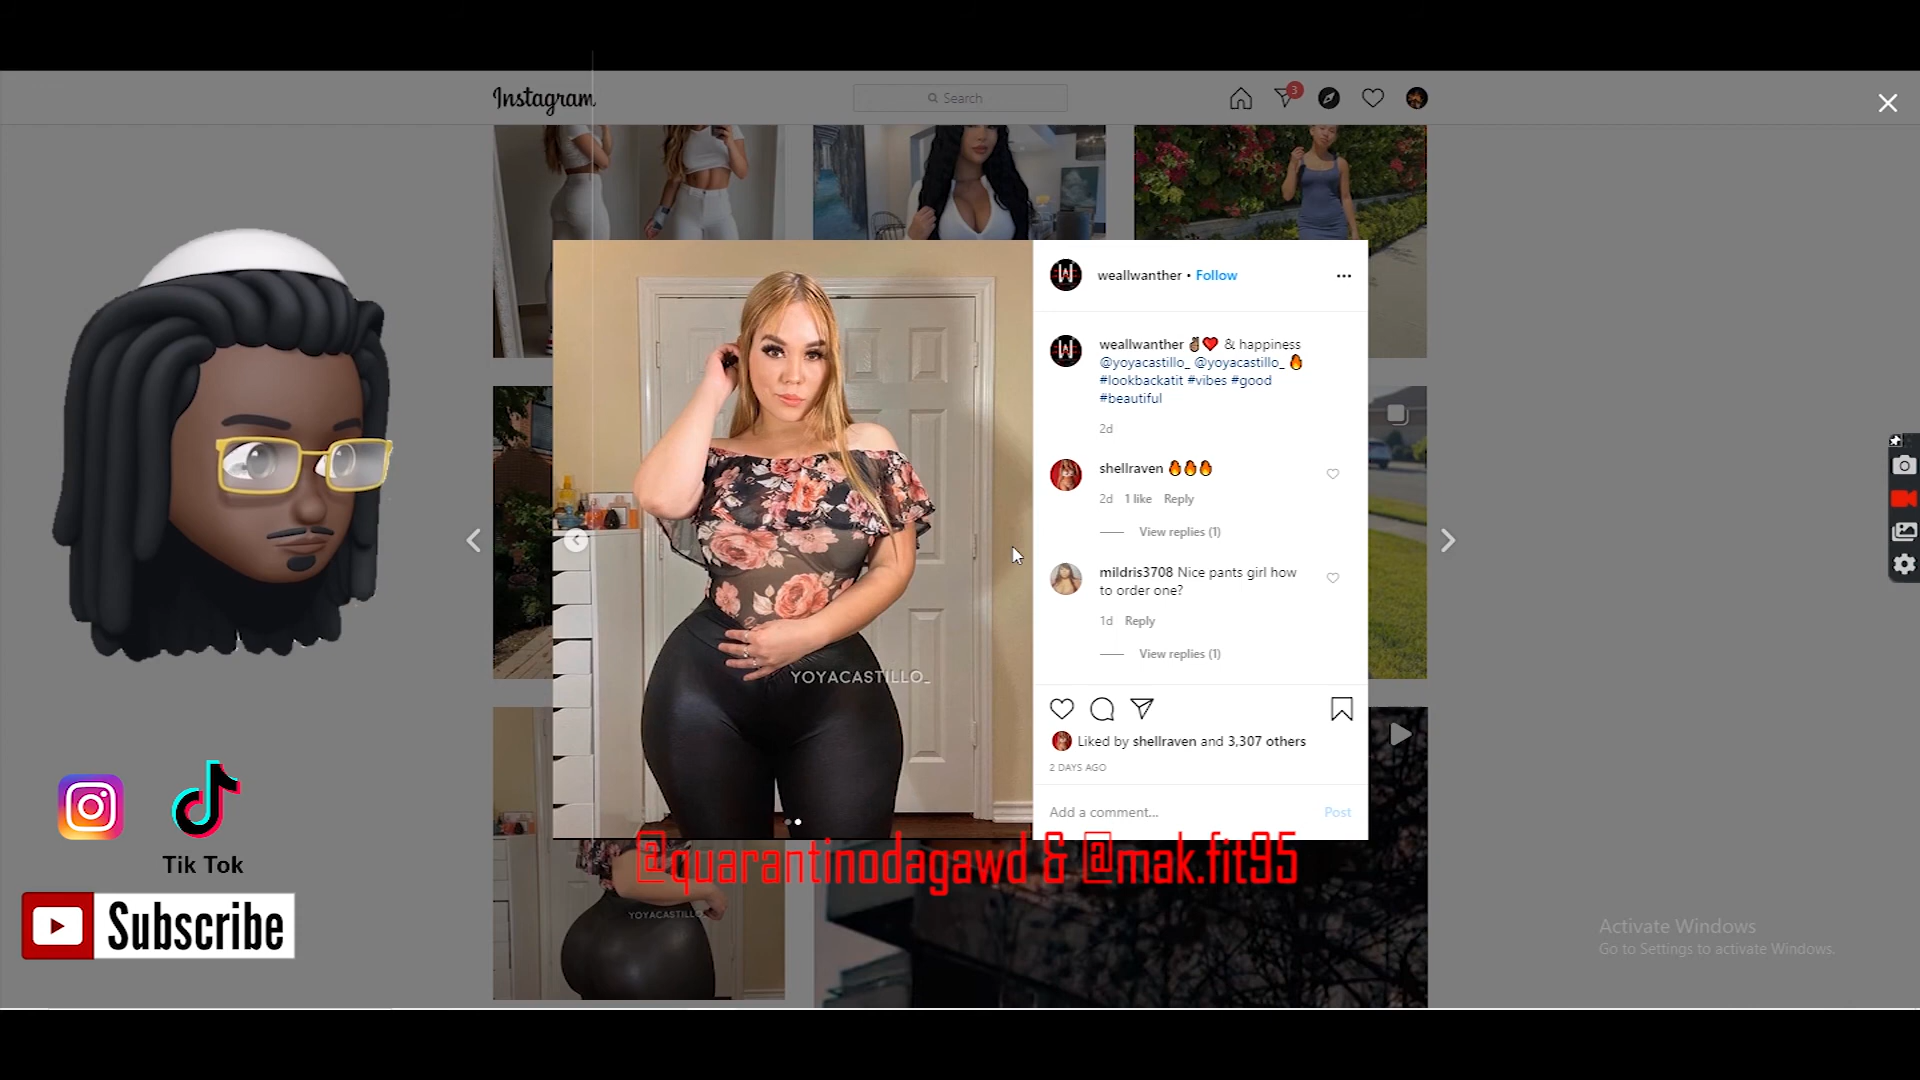 Instagram
Search
3
weallwanther • Follow
weallwanther ✌🏾❤️ & happiness
@yoyacastillo_ @yoyacastillo_ 🔥
#lookbackatit #vibes #good
#beautiful
2d
shellraven 🔥🔥🔥
2d 1 like Reply
View replies (1)
mildris3708 Nice pants girl how
to order one?
1d Reply
View replies (1)
YOYACASTILLO_
Liked by shellraven and 3,307 others
2 DAYS AGO
Add a comment... Post
@quarantinodagawd & @mak.fit95
Tik Tok
YOYACASTILLO_
Subscribe
Activate Windows
Go to Settings to activate Windows.